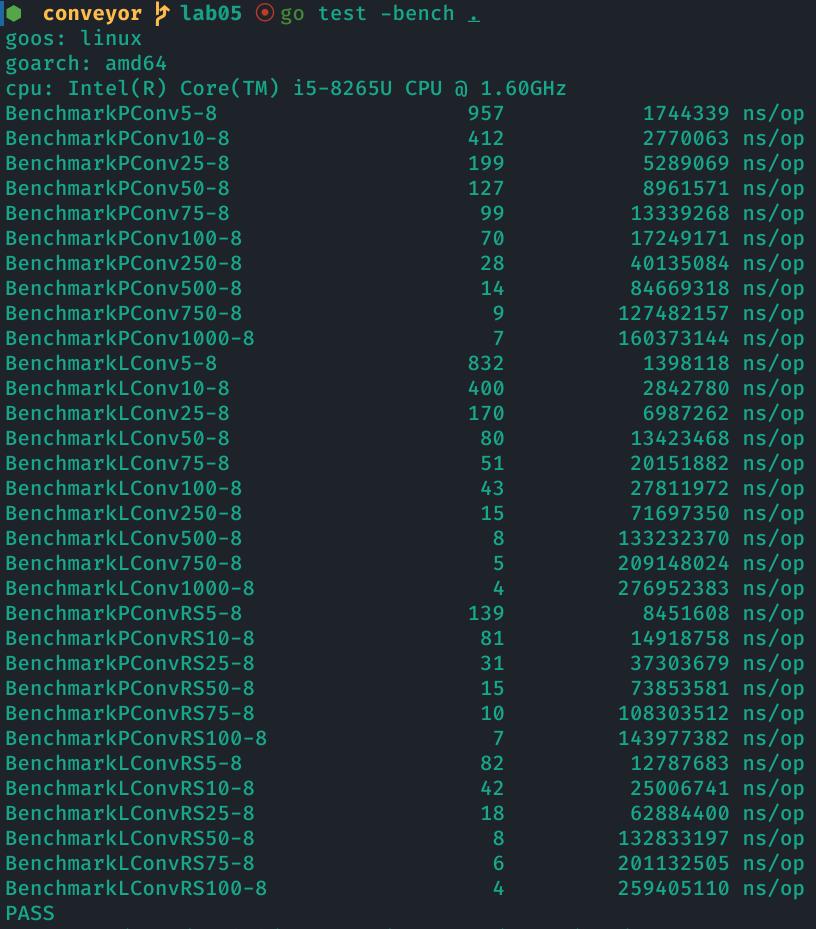 conveyor lab05 go test -bench .
goos: linux
goarch: amd64
cpu: Intel(R) Core(TM) i5-8265U CPU @ 1.60GHz
BenchmarkPConv5-8 957 1744339 ns/op
BenchmarkPConv10-8 412 2770063 ns/op
BenchmarkPConv25-8 199 5289069 ns/op
BenchmarkPConv50-8 127 8961571 ns/op
BenchmarkPConv75-8 99 13339268 ns/op
BenchmarkPConv100-8 70 17249171 ns/op
BenchmarkPConv250-8 28 40135084 ns/op
BenchmarkPConv500-8 14 84669318 ns/op
BenchmarkPConv750-8 9 127482157 ns/op
BenchmarkPConv1000-8 7 160373144 ns/op
BenchmarkLConv5-8 832 1398118 ns/op
BenchmarkLConv10-8 400 2842780 ns/op
BenchmarkLConv25-8 170 6987262 ns/op
BenchmarkLConv50-8 80 13423468 ns/op
BenchmarkLConv75-8 51 20151882 ns/op
BenchmarkLConv100-8 43 27811972 ns/op
BenchmarkLConv250-8 15 71697350 ns/op
BenchmarkLConv500-8 8 133232370 ns/op
BenchmarkLConv750-8 5 209148024 ns/op
BenchmarkLConv1000-8 4 276952383 ns/op
BenchmarkPConvRS5-8 139 8451608 ns/op
BenchmarkPConvRS10-8 81 14918758 ns/op
BenchmarkPConvRS25-8 31 37303679 ns/op
BenchmarkPConvRS50-8 15 73853581 ns/op
BenchmarkPConvRS75-8 10 108303512 ns/op
BenchmarkPConvRS100-8 7 143977382 ns/op
BenchmarkLConvRS5-8 82 12787683 ns/op
BenchmarkLConvRS10-8 42 25006741 ns/op
BenchmarkLConvRS25-8 18 62884400 ns/op
BenchmarkLConvRS50-8 8 132833197 ns/op
BenchmarkLConvRS75-8 6 201132505 ns/op
BenchmarkLConvRS100-8 4 259405110 ns/op
PASS